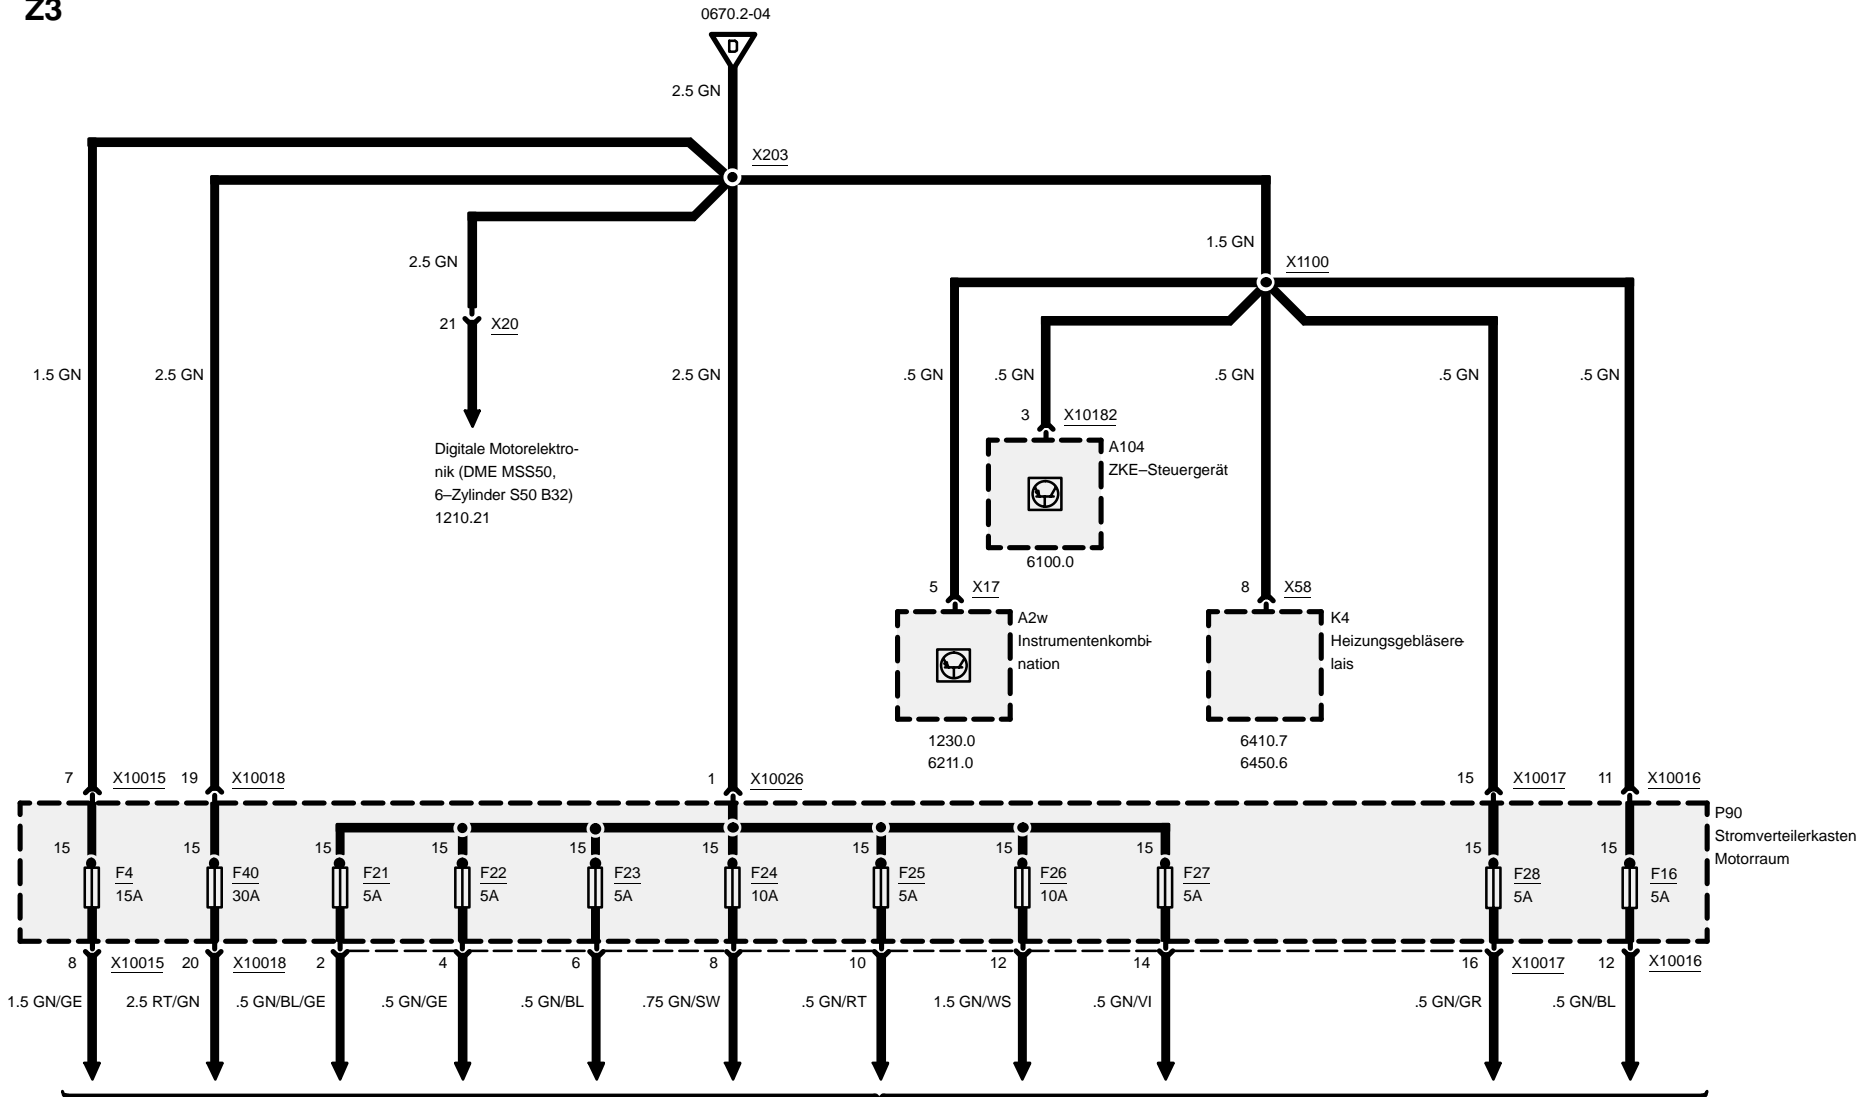 Z3
0670.2-04
D
2.5 GN
X203
1.5 GN
X1100
2.5 GN
21 X20
1.5 GN 2.5 GN 2.5 GN .5 GN .5 GN .5 GN .5 GN .5 GN
3 X10182
Digitale Motorelektro-
nik (DME MSS50,
6–Zylinder S50 B32)
1210.21
A104
ZKE–Steuergerät
6100.0
5 X17
8 X58
A2w
Instrumentenkombi-
nation
K4
Heizungsgebläsere-
lais
1230.0
6211.0
6410.7
6450.6
7 X10015 19 X10018 1 X10026 15 X10017 11 X10016
P90
Stromverteilerkasten
Motorraum
15 15 15 15 15 15 15 15 15 15 15
F4 F40 F21 F22 F23 F24 F25 F26 F27 F28 F16
15A 30A 5A 5A 5A 10A 5A 10A 5A 5A 5A
8 X10015 20 X10018 2 4 6 8 10 12 14 16 X10017 12 X10016
1.5 GN/GE 2.5 RT/GN .5 GN/BL/GE .5 GN/GE .5 GN/BL .75 GN/SW .5 GN/RT 1.5 GN/WS .5 GN/VI .5 GN/GR .5 GN/BL